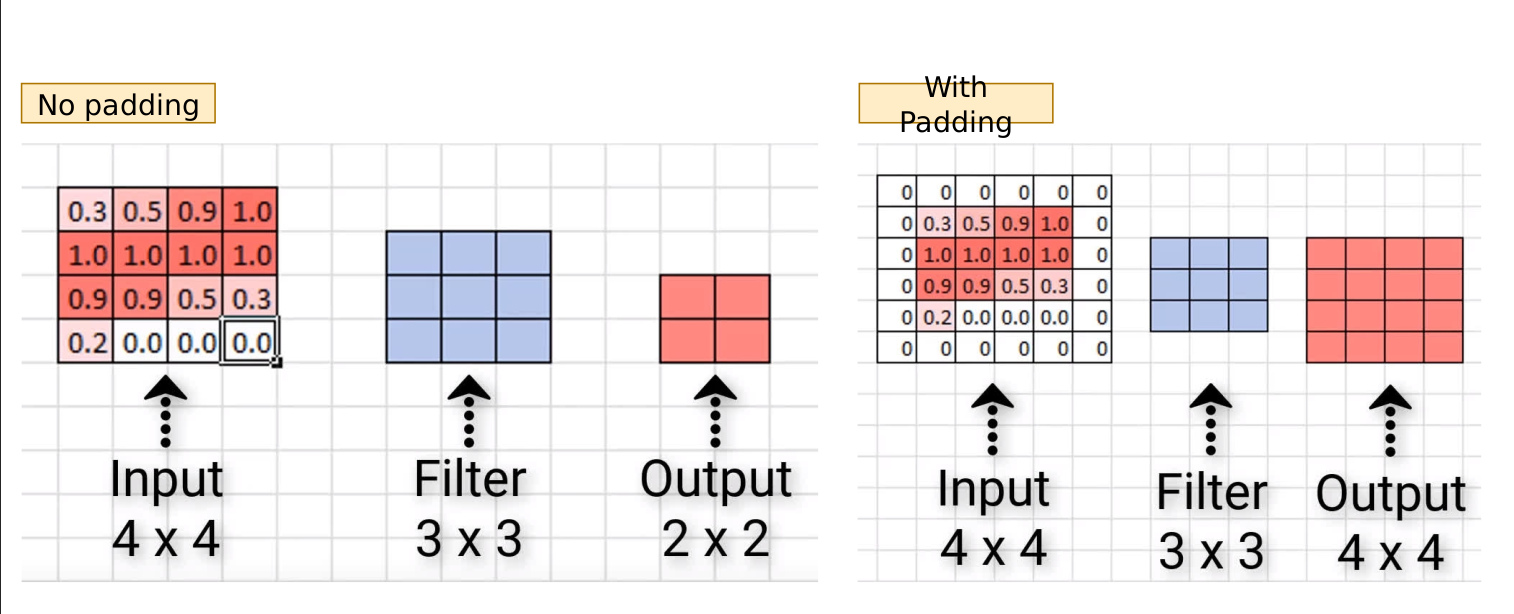 No padding
0.3 0.5 0.9 1.0
1.0 1.0 1.0 1.0
0.9 0.9 0.5 0.3
0.2 0.0 0.0 0.0
Input
4 x 4
Filter
3 x 3
Output
2 x 2
With
Padding
0 0 0 0 0 0
0 0.3 0.5 0.9 1.0 0
0 1.0 1.0 1.0 1.0 0
0 0.9 0.9 0.5 0.3 0
0 0.2 0.0 0.0 0.0 0
0 0 0 0 0 0
Input
4 x 4
Filter
3 x 3
Output
4 x 4